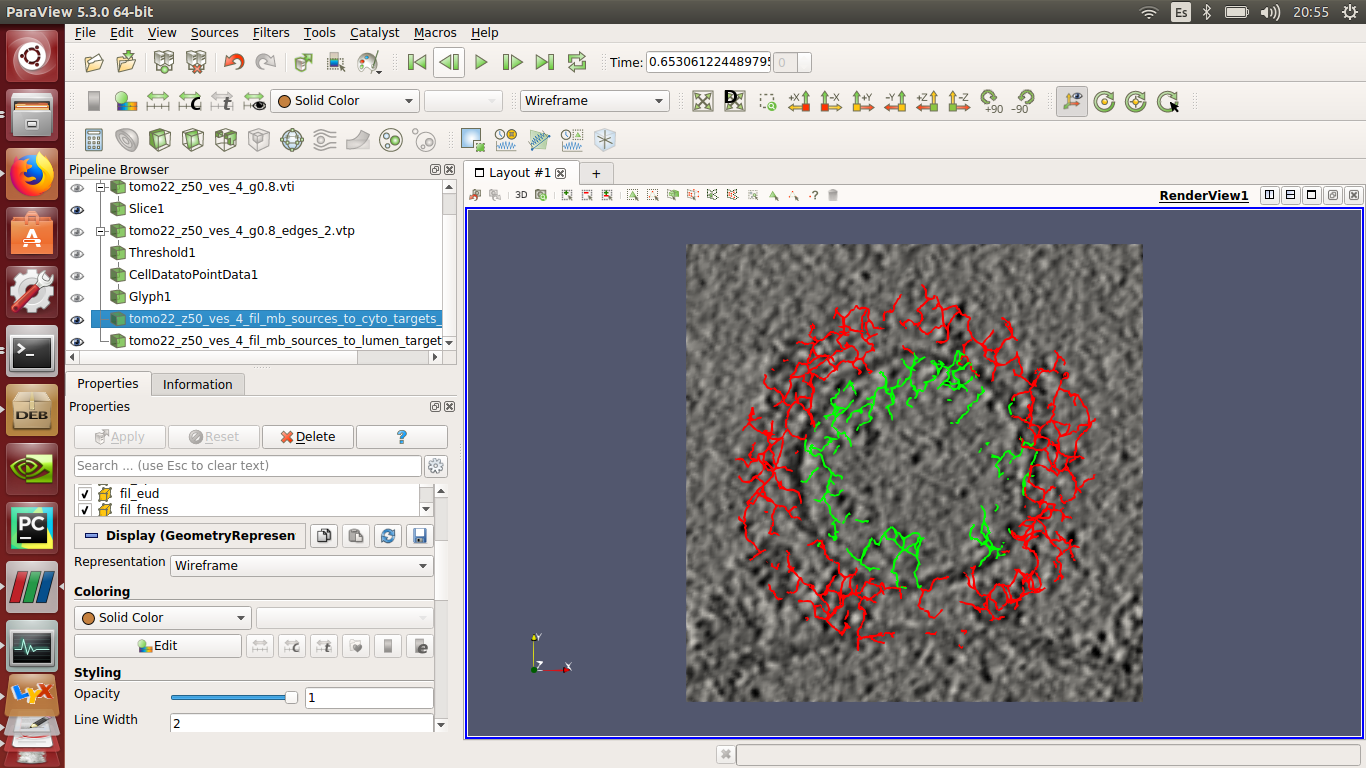 ParaView 5.3.0 64-bit
Es
20:55
File Edit View Sources Filters Tools Catalyst Macros Help
Time: 0.65306122448979 0
Solid Color
Wireframe
D
+X -X +Y -Y +Z -Z +90 -90
Pipeline Browser
tomo22_z50_ves_4_g0.8.vti
Slice1
tomo22_z50_ves_4_g0.8_edges_2.vtp
Threshold1
CellDatatoPointData1
Glyph1
tomo22_z50_ves_4_fil_mb_sources_to_cyto_targets_
tomo22_z50_ves_4_fil_mb_sources_to_lumen_target
Properties Information
Properties
Apply Reset Delete ?
Search ... (use Esc to clear text)
fil_eud
fil_fness
Display (GeometryRepresen
Representation Wireframe
Coloring
Solid Color
Edit
Styling
Opacity 1
Line Width 2
Layout #1 +
3D
RenderView1
Y
Z X
DEB
PC
LYX